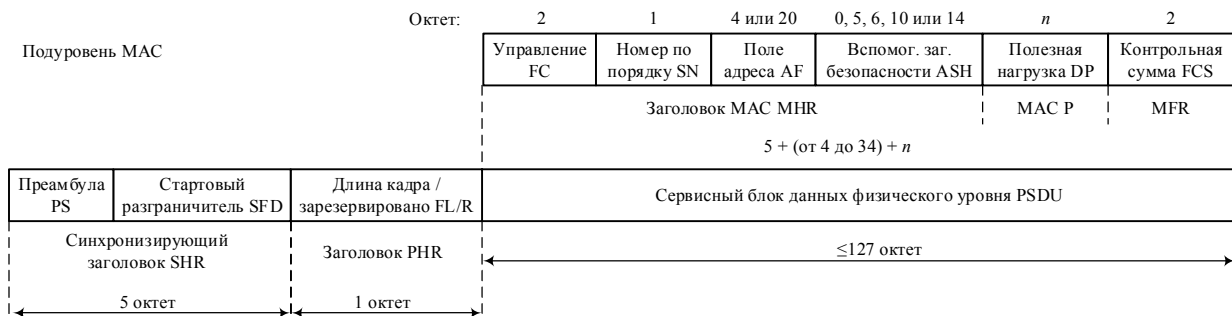 Октет: 2 1 4 или 20 0, 5, 6, 10 или 14 n 2
Подуровень MAC
Управление FC
Номер по порядку SN
Поле адреса AF
Вспомог. заг. безопасности ASH
Полезная нагрузка DP
Контрольная сумма FCS
Заголовок MAC MHR
MAC P
MFR
5 + (от 4 до 34) + n
Преамбула PS
Стартовый разграничитель SFD
Длина кадра / зарезервировано FL/R
Сервисный блок данных физического уровня PSDU
Синхронизирующий заголовок SHR
Заголовок PHR
≤127 октет
5 октет
1 октет